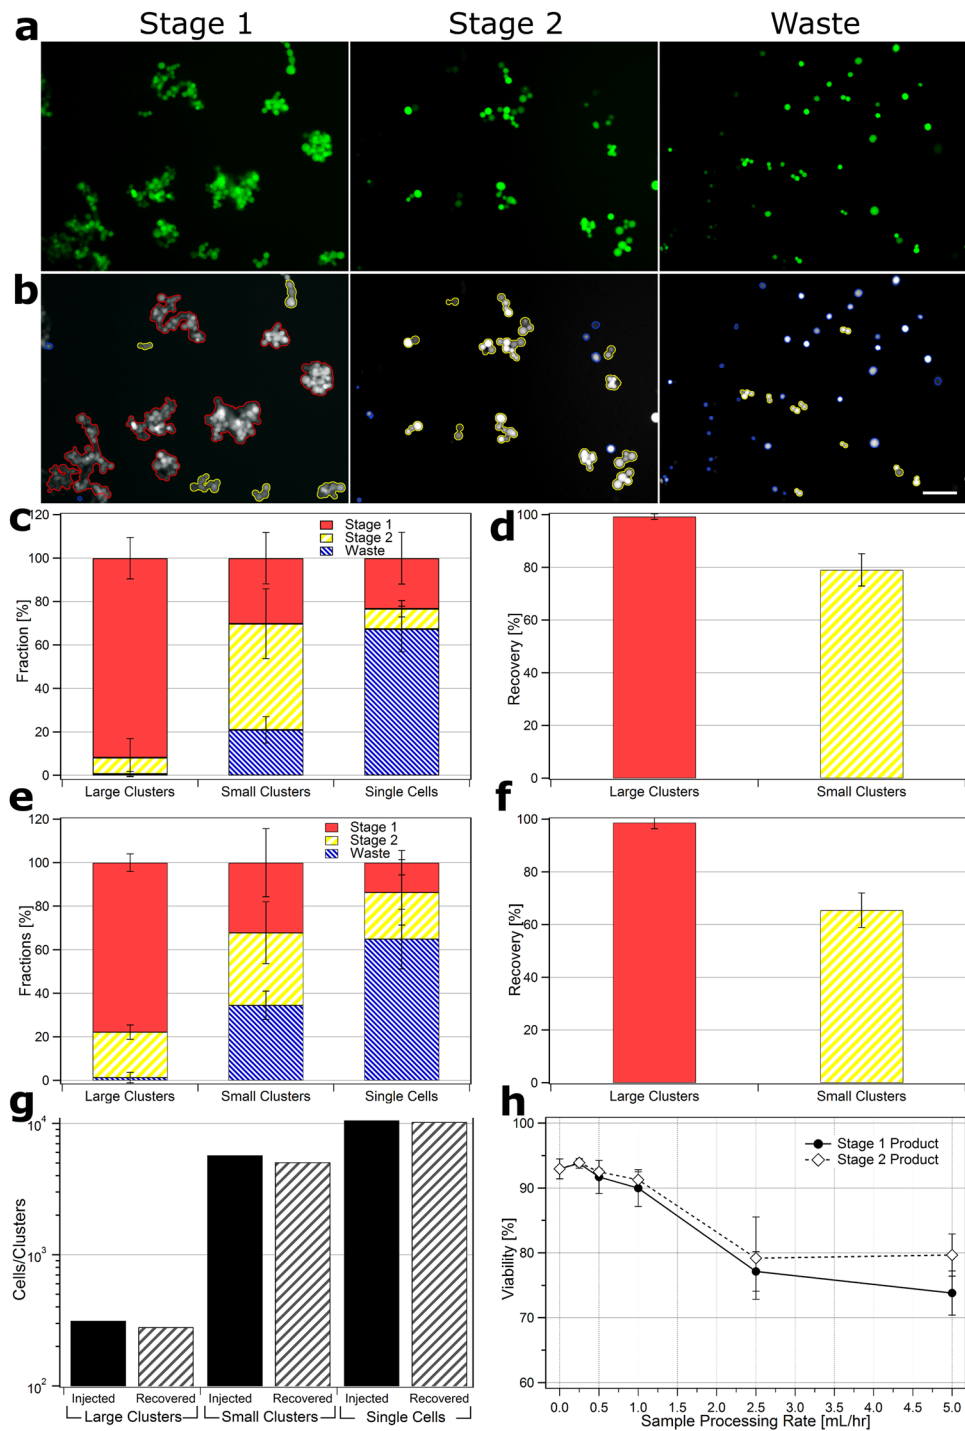 a Stage 1 Stage 2 Waste
b
c
120
100
80
60
40
20
0
Fraction [%]
Stage 1
Stage 2
Waste
Large Clusters Small Clusters Single Cells
d
100
80
60
40
20
0
Recovery [%]
Large Clusters Small Clusters
e
120
100
80
60
40
20
0
Fractions [%]
Stage 1
Stage 2
Waste
Large Clusters Small Clusters Single Cells
f
100
80
60
40
20
0
Recovery [%]
Large Clusters Small Clusters
g
10^4
10^3
10^2
Cells/Clusters
Injected Recovered Injected Recovered Injected Recovered
Large Clusters Small Clusters Single Cells
h
100
90
80
70
60
Viability [%]
Stage 1 Product
Stage 2 Product
0.0 0.5 1.0 1.5 2.0 2.5 3.0 3.5 4.0 4.5 5.0
Sample Processing Rate [mL/hr]